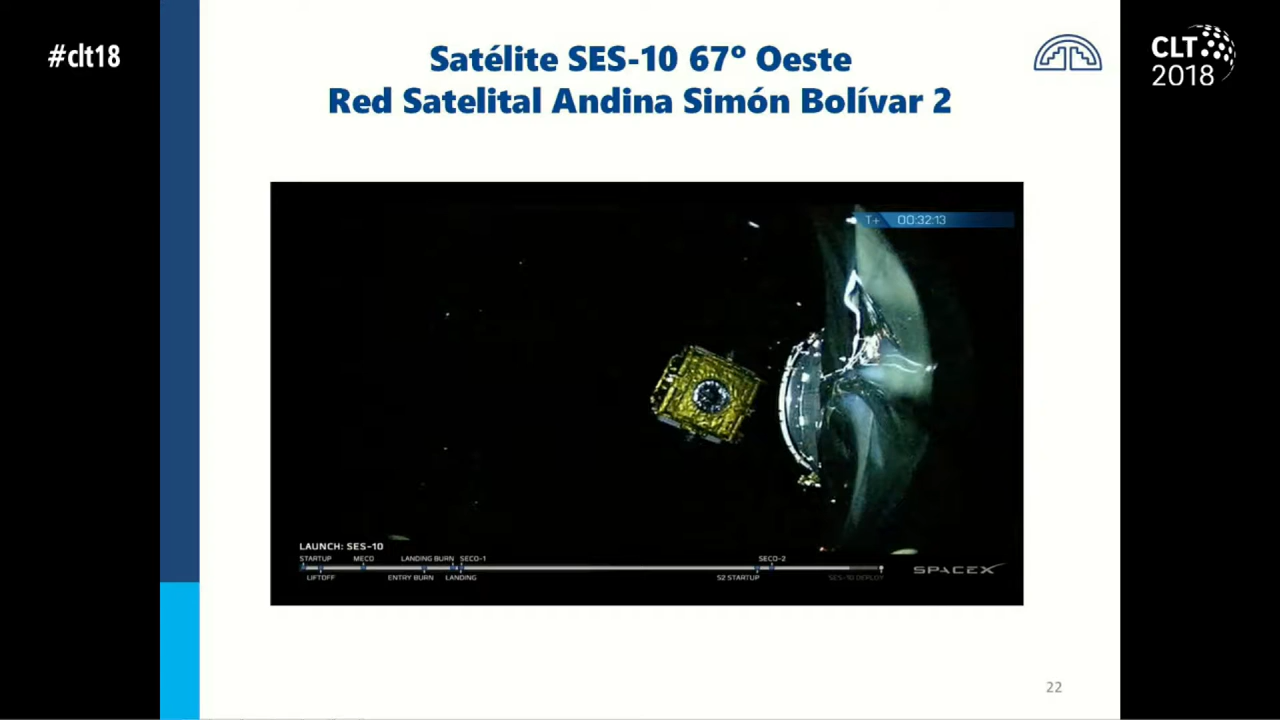 #clt18
Satélite SES-10 67º Oeste
Red Satelital Andina Simón Bolívar 2
CLT
2018
T+ 00:32:13
LAUNCH: SES-10
STARTUP MECO LANDING BURN SECO-1 SECO-2
LIFTOFF ENTRY BURN LANDING S2 STARTUP SES-10 DEPLOY
SPACEX
22